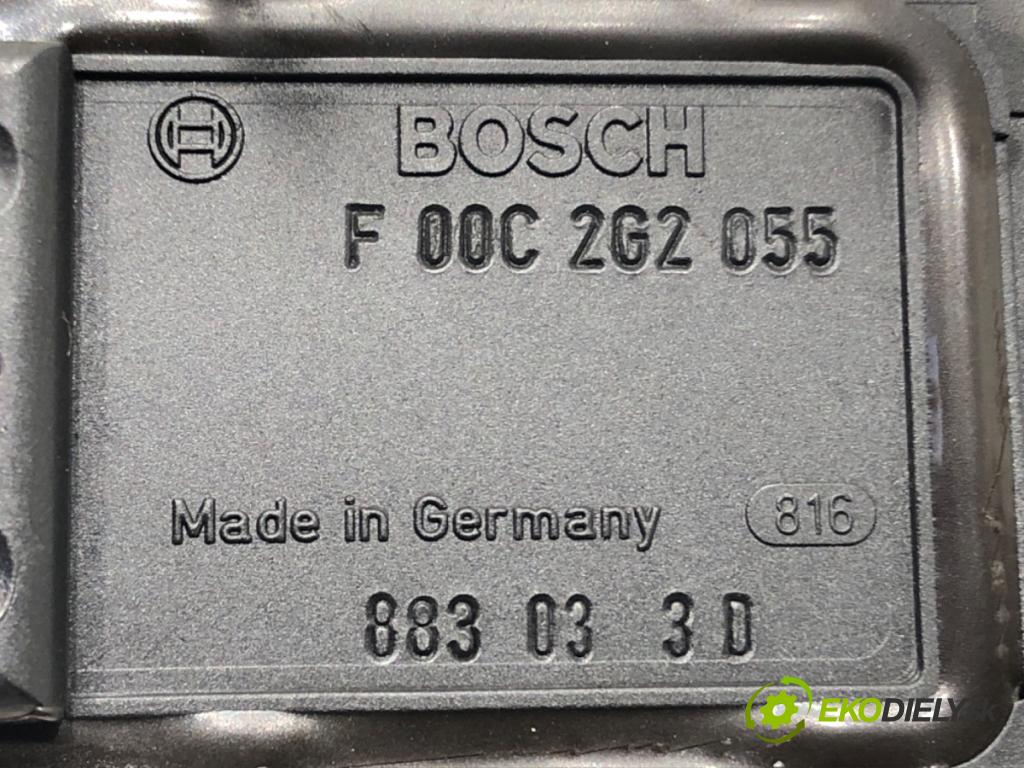 BOSCH
F 00C 2G2 055
Made in Germany 816
883 03 3 D
EKODIELY.SK